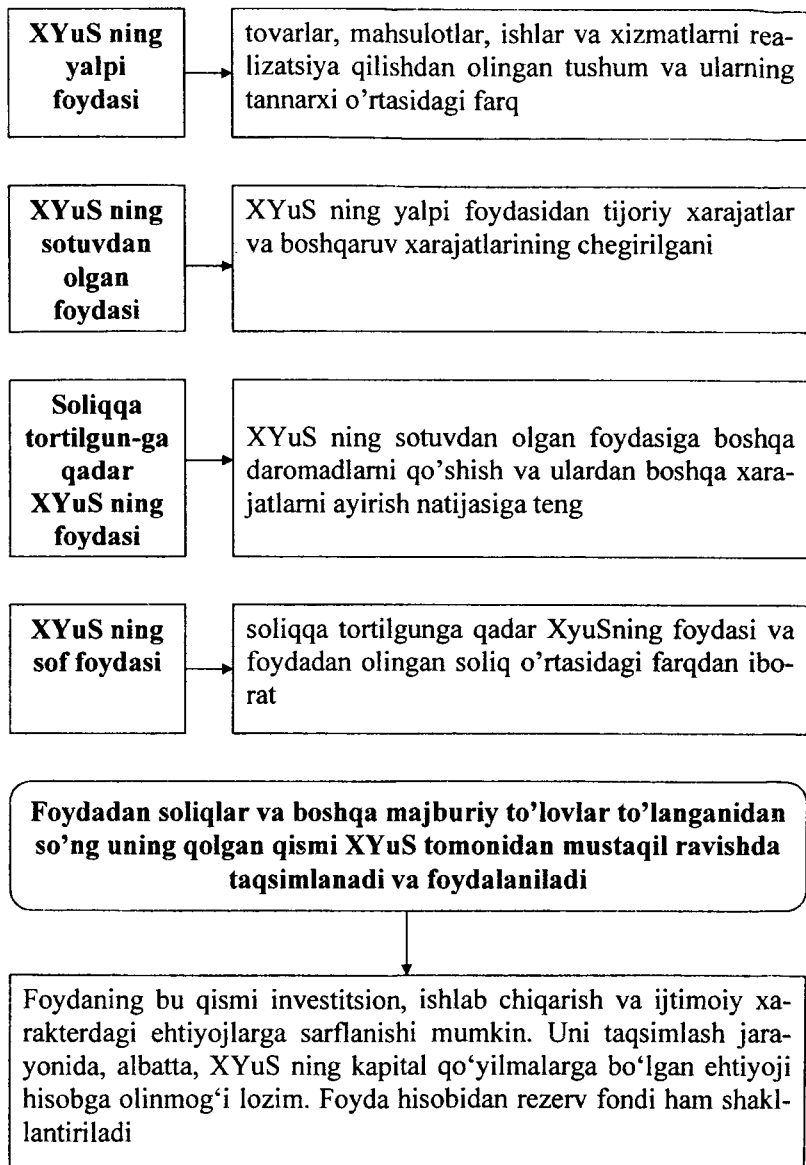 XYuS ning
yalpi
foydasi
tovarlar, mahsulotlar, ishlar va xizmatlarni rea-
lizatsiya qilishdan olingan tushum va ularning
tannarxi o’rtasidagi farq
XYuS ning
sotuvdan
olgan
foydasi
XYuS ning yalpi foydasidan tijoriy xarajatlar
va boshqaruv xarajatlarining chegirilgani
Soliqqa
tortilgun-ga
qadar
XYuS ning
foydasi
XYuS ning sotuvdan olgan foydasiga boshqa
daromadlarni qo’shish va ulardan boshqa xara-
jatlarni ayirish natijasiga teng
XYuS ning
sof foydasi
soliqqa tortilgunga qadar XyuSning foydasi va
foydadan olingan soliq o’rtasidagi farqdan ibo-
rat
Foydadan soliqlar va boshqa majburiy to’lovlar to’langanidan
so’ng uning qolgan qismi XYuS tomonidan mustaqil ravishda
taqsimlanadi va foydalaniladi
Foydaning bu qismi investitsion, ishlab chiqarish va ijtimoiy xa-
rakterdagi ehtiyojlarga sarflanishi mumkin. Uni taqsimlash jara-
yonida, albatta, XYuS ning kapital qo‘yilmalarga bo‘lgan ehtiyoji
hisobga olinmog‘i lozim. Foyda hisobidan rezerv fondi ham shakl-
lantiriladi